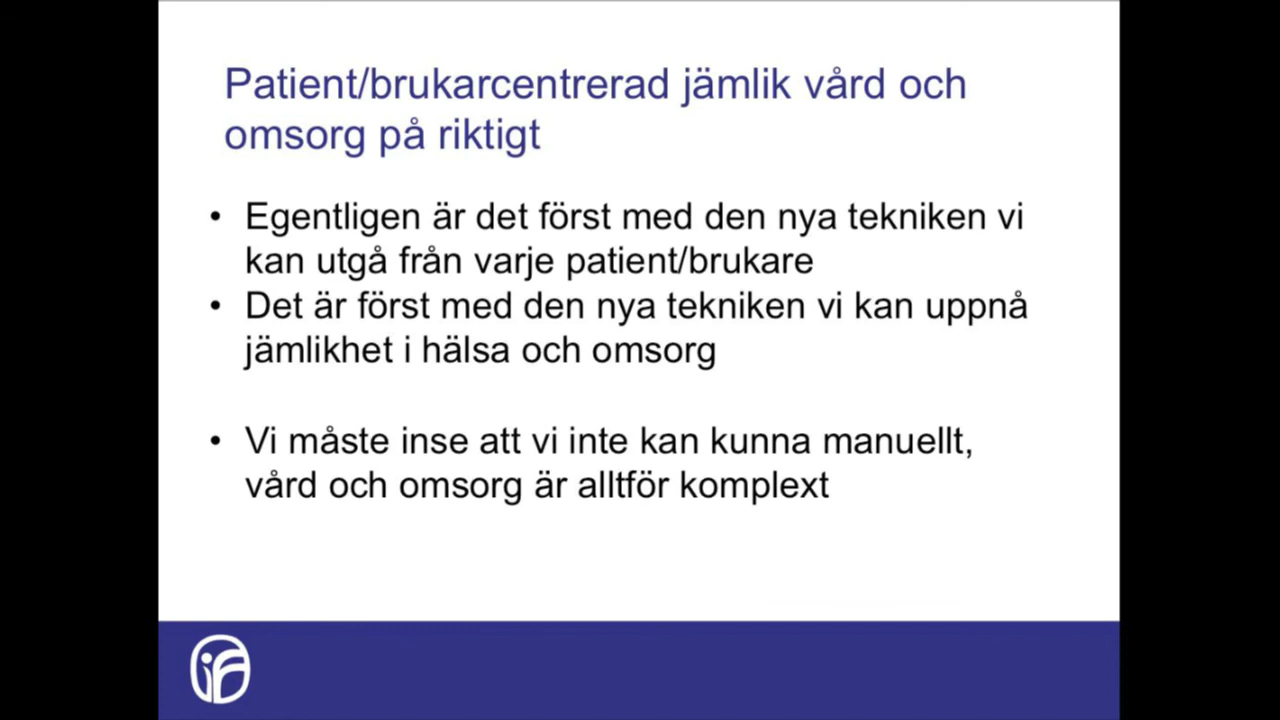 Patient/brukarcentrerad jämlik vård och
omsorg på riktigt
• Egentligen är det först med den nya tekniken vi
kan utgå från varje patient/brukare
• Det är först med den nya tekniken vi kan uppnå
jämlikhet i hälsa och omsorg
• Vi måste inse att vi inte kan kunna manuellt,
vård och omsorg är alltför komplext